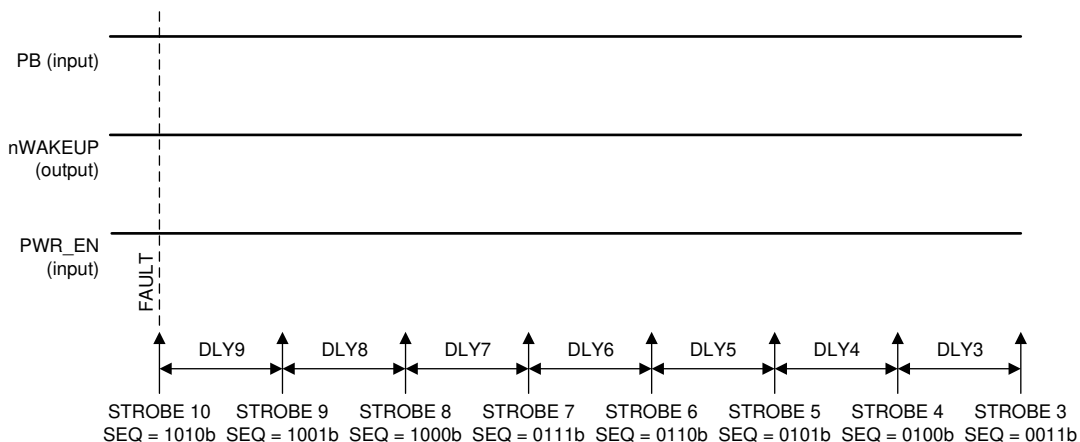 PB (input)
nWAKEUP
(output)
PWR_EN
(input)
FAULT
DLY9 DLY8 DLY7 DLY6 DLY5 DLY4 DLY3
STROBE 10 STROBE 9 STROBE 8 STROBE 7 STROBE 6 STROBE 5 STROBE 4 STROBE 3
SEQ = 1010b SEQ = 1001b SEQ = 1000b SEQ = 0111b SEQ = 0110b SEQ = 0101b SEQ = 0100b SEQ = 0011b